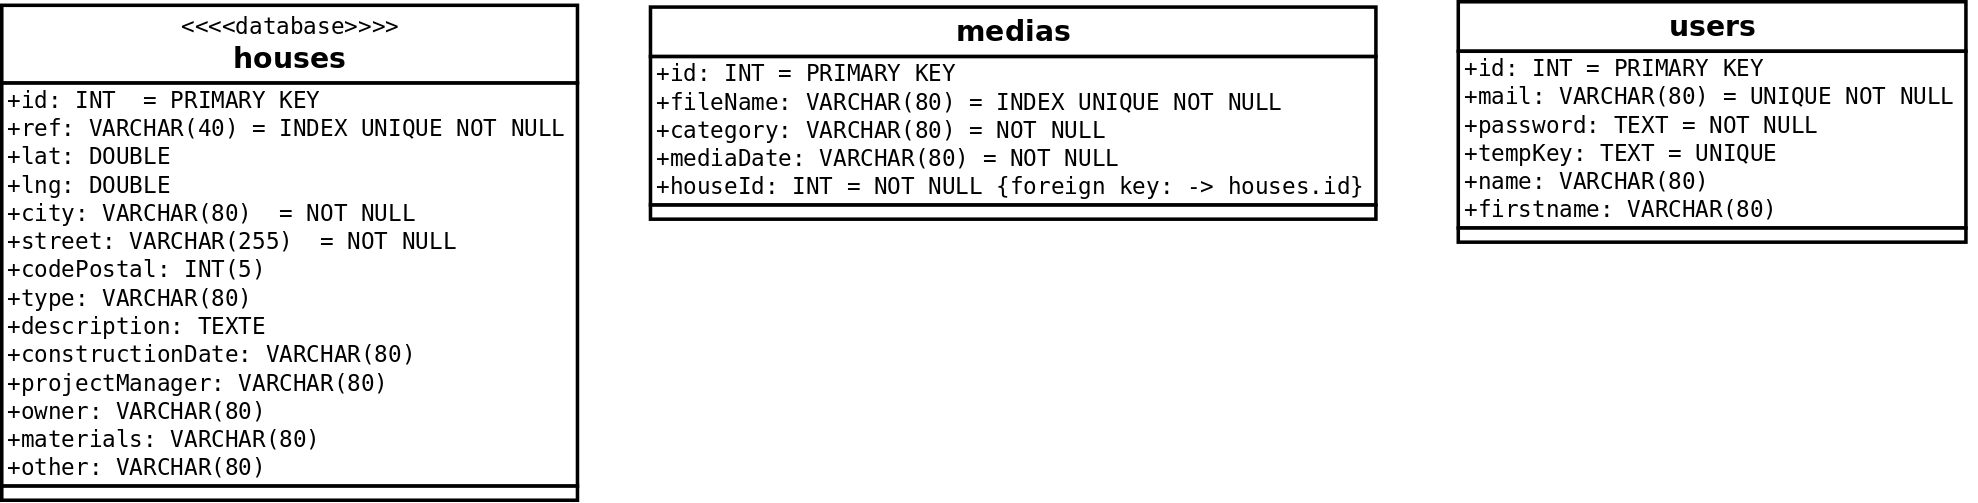 <<<<database>>>>
houses
+id: INT  = PRIMARY KEY
+ref: VARCHAR(40) = INDEX UNIQUE NOT NULL
+lat: DOUBLE
+lng: DOUBLE
+city: VARCHAR(80)  = NOT NULL
+street: VARCHAR(255)  = NOT NULL
+codePostal: INT(5)
+type: VARCHAR(80)
+description: TEXTE
+constructionDate: VARCHAR(80)
+projectManager: VARCHAR(80)
+owner: VARCHAR(80)
+materials: VARCHAR(80)
+other: VARCHAR(80)
medias
+id: INT = PRIMARY KEY
+fileName: VARCHAR(80) = INDEX UNIQUE NOT NULL
+category: VARCHAR(80) = NOT NULL
+mediaDate: VARCHAR(80) = NOT NULL
+houseId: INT = NOT NULL {foreign key: -> houses.id}
users
+id: INT = PRIMARY KEY
+mail: VARCHAR(80) = UNIQUE NOT NULL
+password: TEXT = NOT NULL
+tempKey: TEXT = UNIQUE
+name: VARCHAR(80)
+firstname: VARCHAR(80)